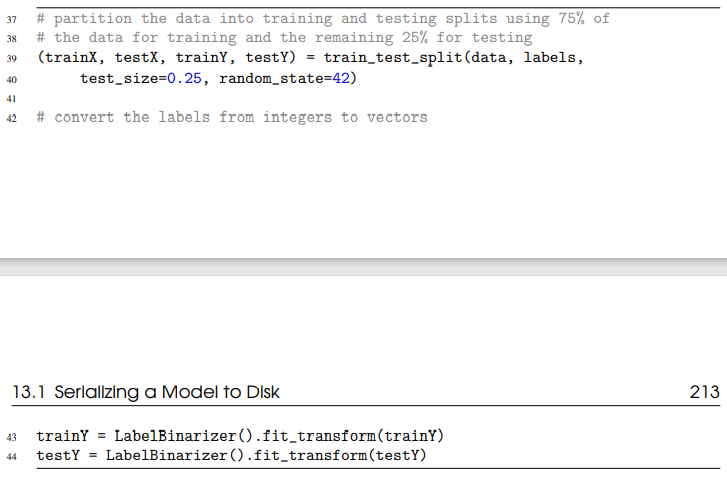 37 # partition the data into training and testing splits using 75% of
38 # the data for training and the remaining 25% for testing
39 (trainX, testX, trainY, testY) = train_test_split(data, labels,
40 test_size=0.25, random_state=42)
41
42 # convert the labels from integers to vectors
13.1 Serializing a Model to Disk 213
43 trainY = LabelBinarizer().fit_transform(trainY)
44 testY = LabelBinarizer().fit_transform(testY)